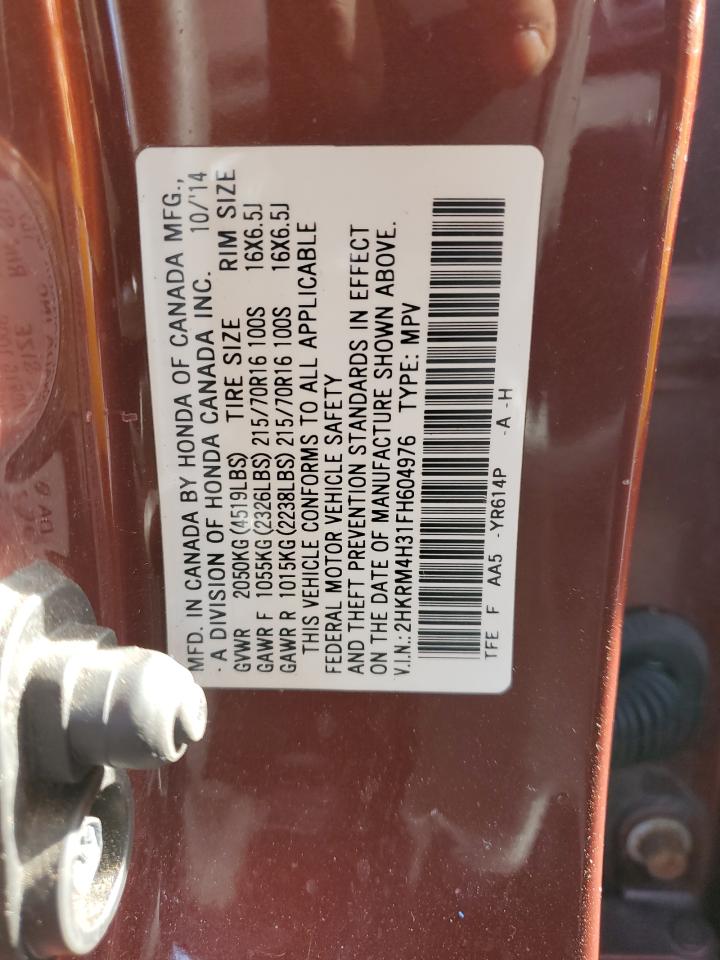 MFD. IN CANADA BY HONDA OF CANADA MFG.,
- A DIVISION OF HONDA CANADA INC. 10/'14
GVWR 2050KG (4519LBS) TIRE SIZE RIM SIZE
GAWR F 1055KG (2326LBS) 215/70R16 100S 16X6.5J
GAWR R 1015KG (2238LBS) 215/70R16 100S 16X6.5J
THIS VEHICLE CONFORMS TO ALL APPLICABLE
FEDERAL MOTOR VEHICLE SAFETY
AND THEFT PREVENTION STANDARDS IN EFFECT
ON THE DATE OF MANUFACTURE SHOWN ABOVE.
V.I.N.: 2HKRM4H31FH604976 TYPE: MPV
TFE F AA5 -YR614P -A -H